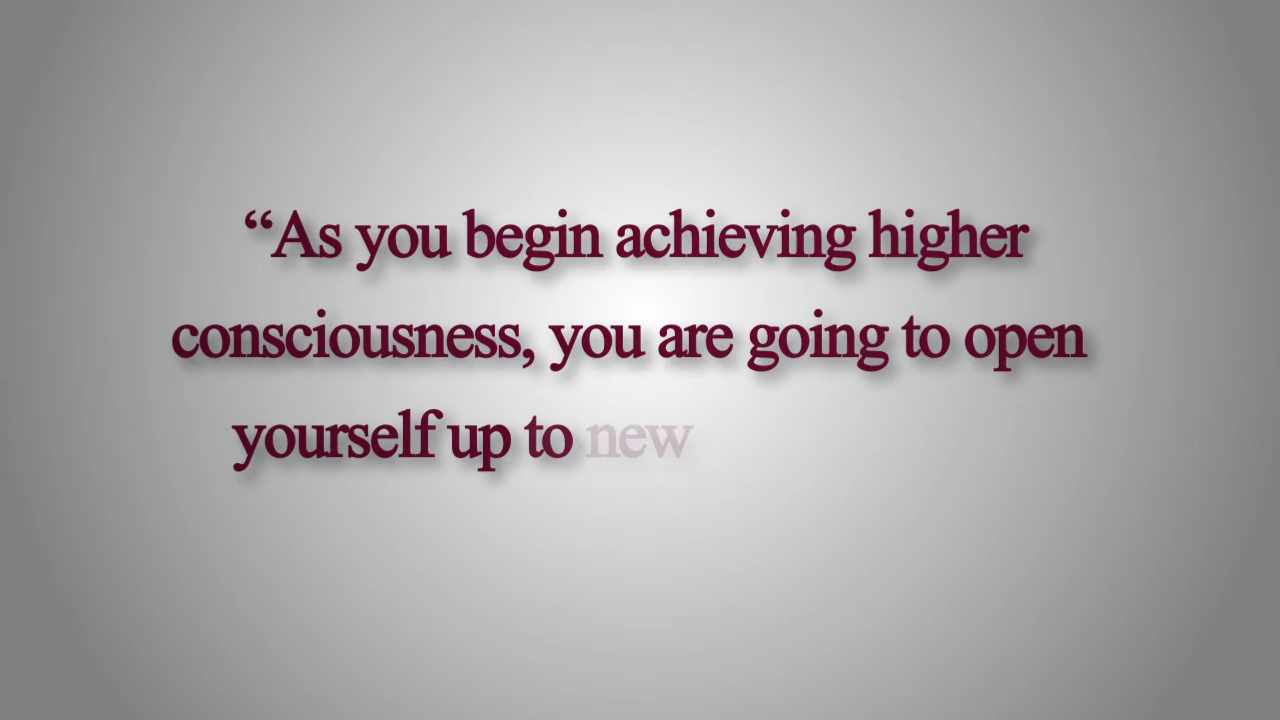 “As you begin achieving higher
consciousness, you are going to open
yourself up to new